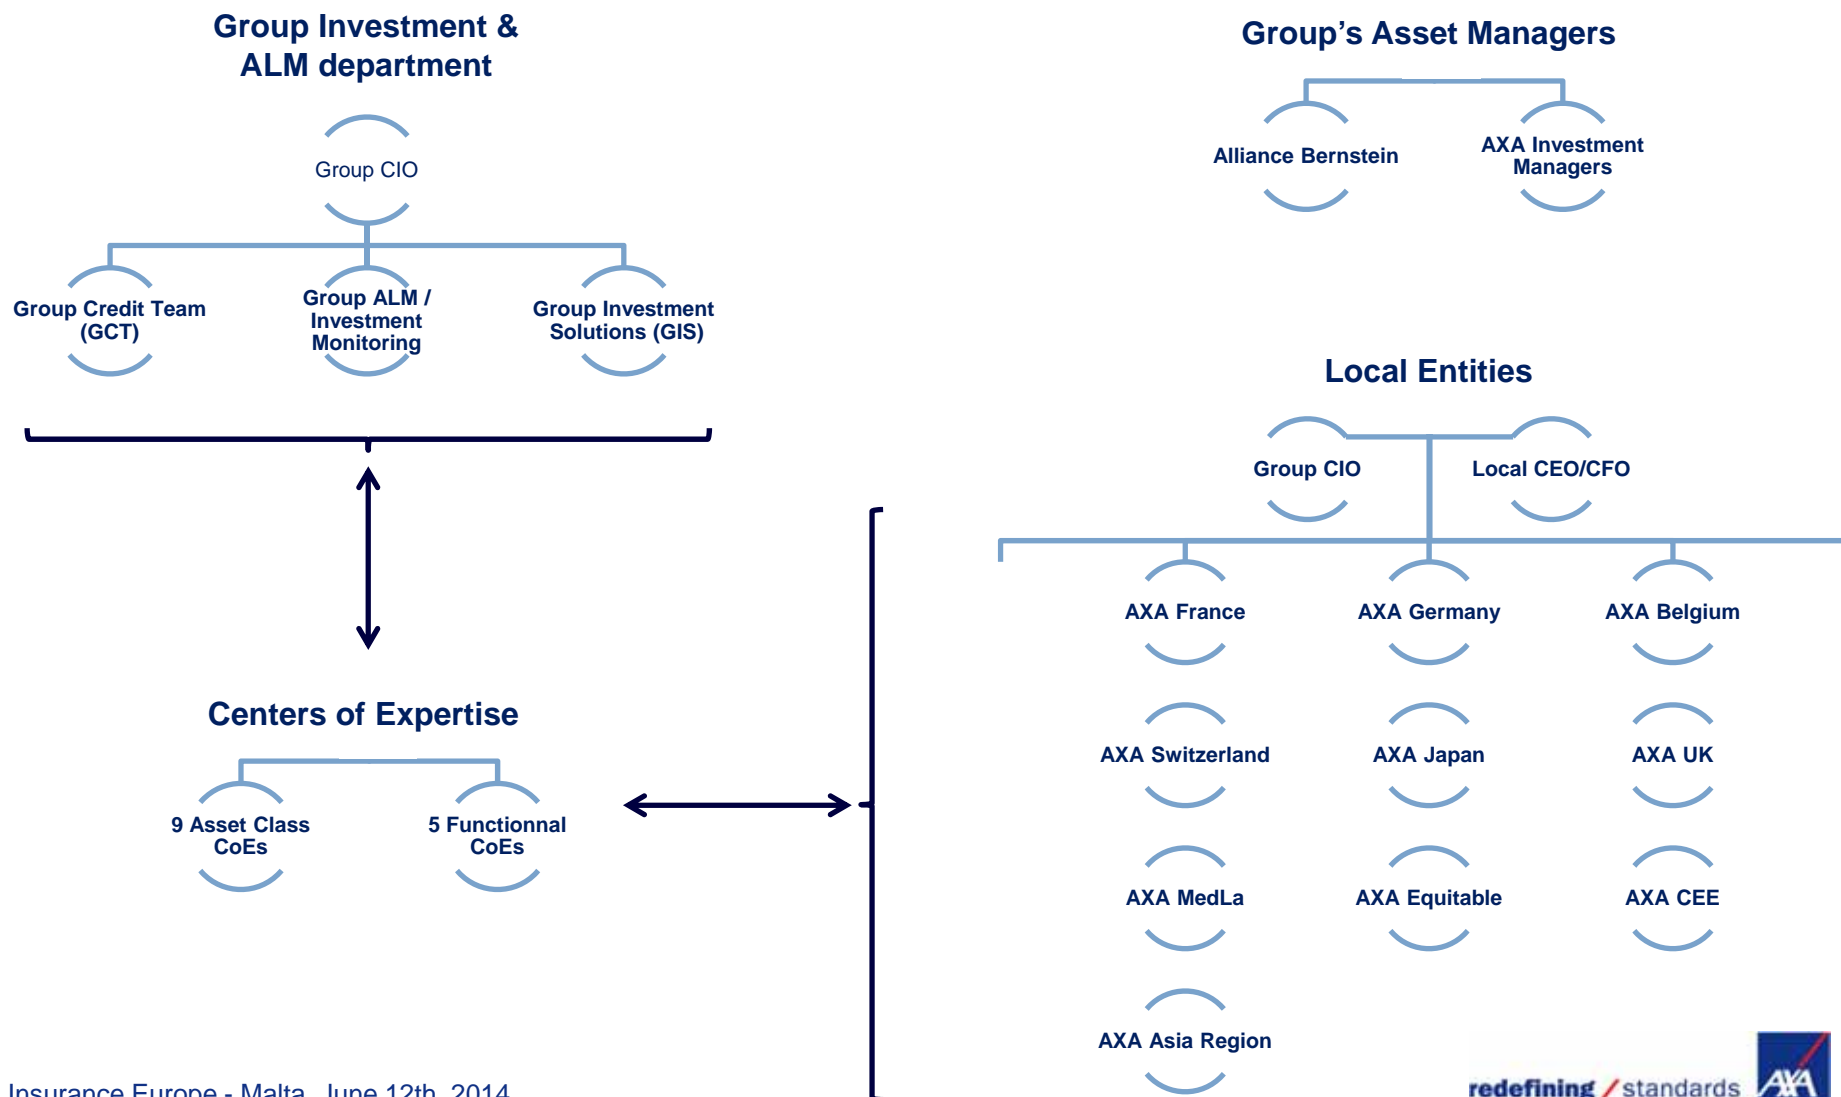 Group Investment &
ALM department
Group CIO
Group Credit Team
(GCT)
Group ALM /
Investment
Monitoring
Group Investment
Solutions (GIS)
Centers of Expertise
9 Asset Class
CoEs
5 Functionnal
CoEs
Group's Asset Managers
Alliance Bernstein
AXA Investment
Managers
Local Entities
Group CIO
Local CEO/CFO
AXA France
AXA Germany
AXA Belgium
AXA Switzerland
AXA Japan
AXA UK
AXA MedLa
AXA Equitable
AXA CEE
AXA Asia Region
Insurance Europe - Malta, June 12th, 2014
redefining / standards
AXA